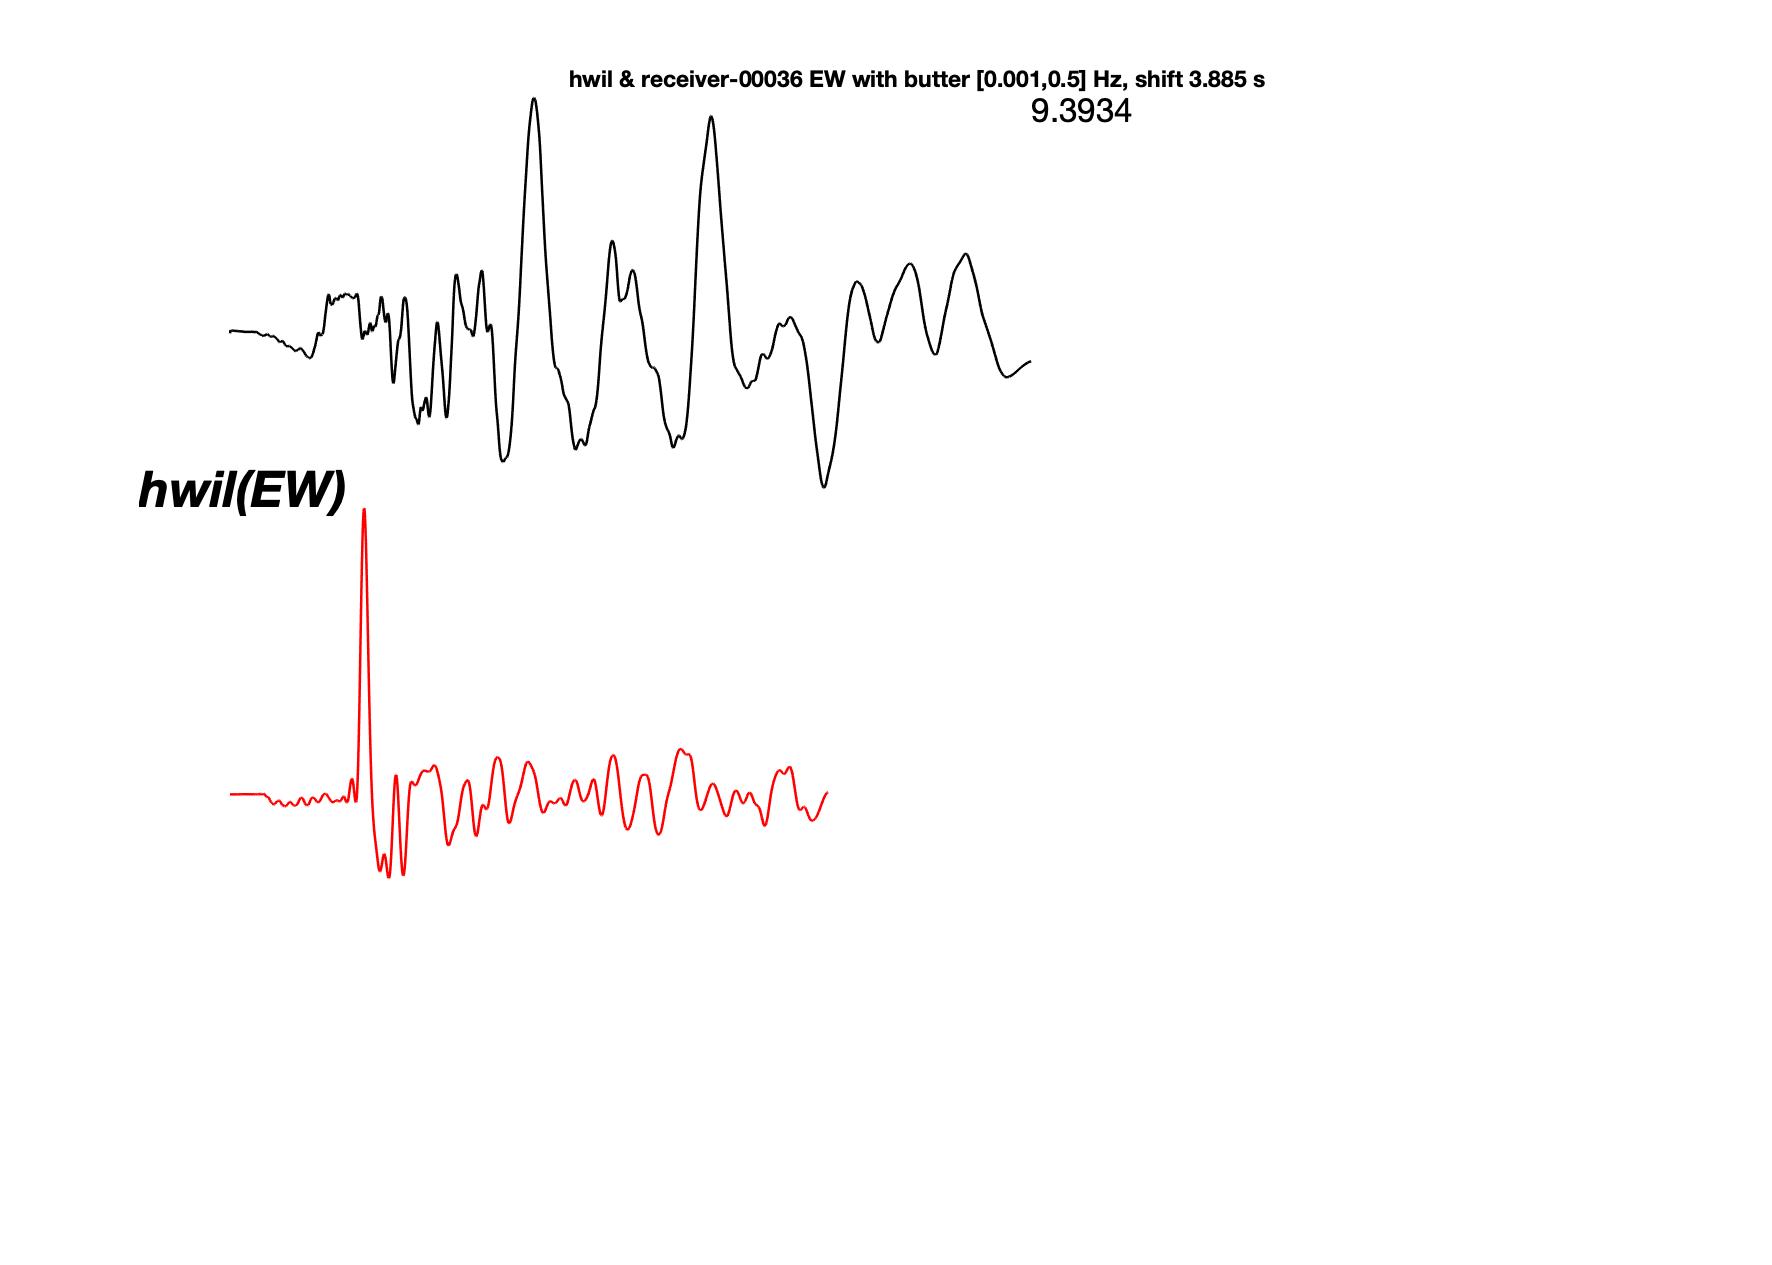 hwil & receiver-00036 EW with butter [0.001,0.5] Hz, shift 3.885 s
9.3934
hwil(EW)